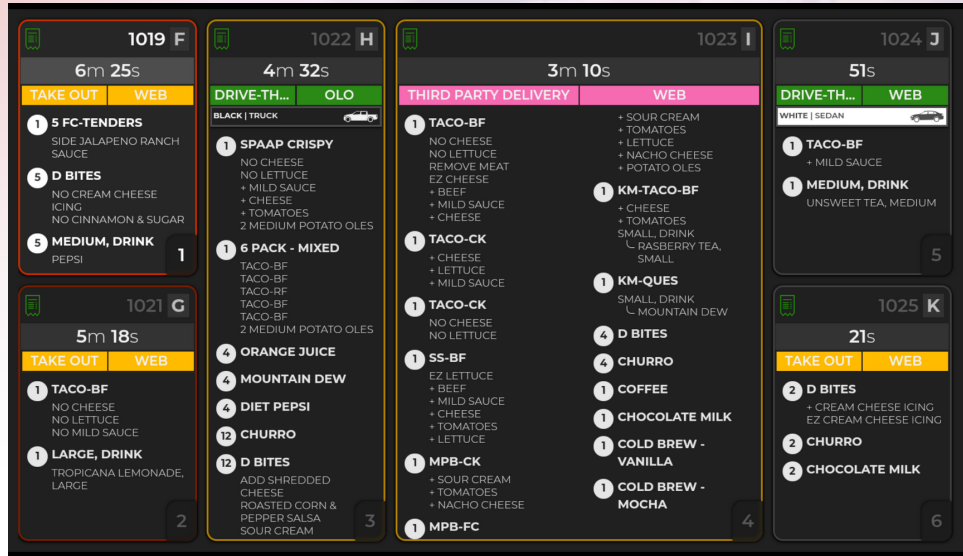 1019 F
6m 25s
TAKE OUT WEB
1 5 FC-TENDERS
SIDE JALAPENO RANCH
SAUCE
5 D BITES
NO CREAM CHEESE
ICING
NO CINNAMON & SUGAR
5 MEDIUM, DRINK
PEPSI
1
1021 G
5m 18s
TAKE OUT WEB
1 TACO-BF
NO CHEESE
NO LETTUCE
NO MILD SAUCE
1 LARGE, DRINK
TROPICANA LEMONADE,
LARGE
2
1022 H
4m 32s
DRIVE-TH... OLO
BLACK | TRUCK
1 SPAAP CRISPY
NO CHEESE
NO LETTUCE
+ MILD SAUCE
+ CHEESE
+ TOMATOES
2 MEDIUM POTATO OLES
1 6 PACK - MIXED
TACO-BF
TACO-BF
TACO-RF
TACO-BF
TACO-BF
2 MEDIUM POTATO OLES
4 ORANGE JUICE
4 MOUNTAIN DEW
4 DIET PEPSI
12 CHURRO
12 D BITES
ADD SHREDDED
CHEESE
ROASTED CORN &
PEPPER SALSA
SOUR CREAM
3
1023 I
3m 10s
THIRD PARTY DELIVERY WEB
1 TACO-BF
NO CHEESE
NO LETTUCE
REMOVE MEAT
EZ CHEESE
+ BEEF
+ MILD SAUCE
+ CHEESE
1 TACO-CK
+ CHEESE
+ LETTUCE
+ MILD SAUCE
1 TACO-CK
NO CHEESE
NO LETTUCE
1 SS-BF
EZ LETTUCE
+ BEEF
+ MILD SAUCE
+ CHEESE
+ TOMATOES
+ LETTUCE
1 MPB-CK
+ SOUR CREAM
+ TOMATOES
+ NACHO CHEESE
1 MPB-FC
+ SOUR CREAM
+ TOMATOES
+ LETTUCE
+ NACHO CHEESE
+ POTATO OLES
1 KM-TACO-BF
+ CHEESE
+ TOMATOES
SMALL, DRINK
RASBERRY TEA,
SMALL
1 KM-QUES
SMALL, DRINK
MOUNTAIN DEW
4 D BITES
4 CHURRO
1 COFFEE
1 CHOCOLATE MILK
1 COLD BREW -
VANILLA
1 COLD BREW -
MOCHA
4
1024 J
51s
DRIVE-TH... WEB
WHITE | SEDAN
1 TACO-BF
+ MILD SAUCE
1 MEDIUM, DRINK
UNSWEET TEA, MEDIUM
5
1025 K
21s
TAKE OUT WEB
2 D BITES
+ CREAM CHEESE ICING
EZ CREAM CHEESE ICING
2 CHURRO
2 CHOCOLATE MILK
6